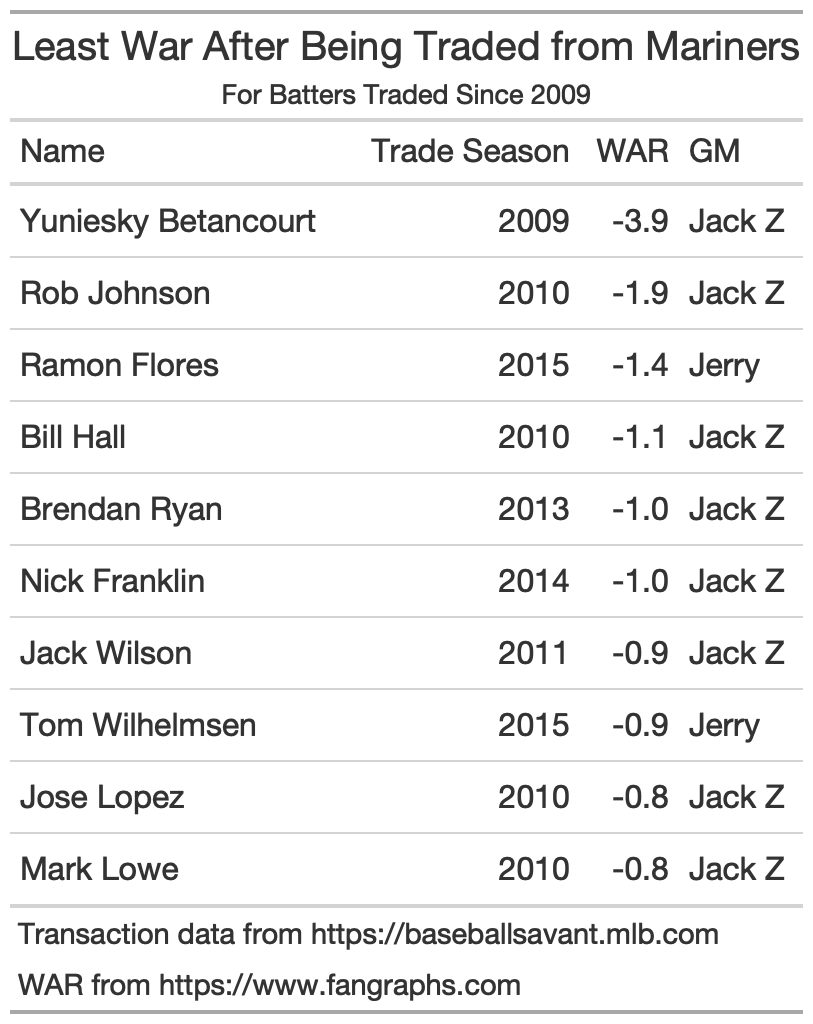 Least War After Being Traded from Mariners
For Batters Traded Since 2009
Name Trade Season WAR GM
Yuniesky Betancourt 2009 -3.9 Jack Z
Rob Johnson 2010 -1.9 Jack Z
Ramon Flores 2015 -1.4 Jerry
Bill Hall 2010 -1.1 Jack Z
Brendan Ryan 2013 -1.0 Jack Z
Nick Franklin 2014 -1.0 Jack Z
Jack Wilson 2011 -0.9 Jack Z
Tom Wilhelmsen 2015 -0.9 Jerry
Jose Lopez 2010 -0.8 Jack Z
Mark Lowe 2010 -0.8 Jack Z
Transaction data from https://baseballsavant.mlb.com
WAR from https://www.fangraphs.com